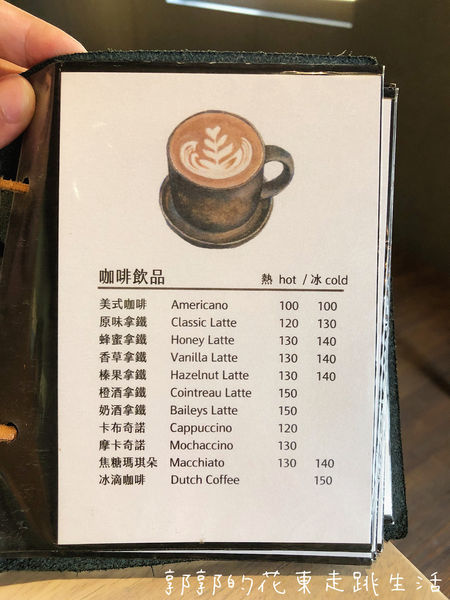 咖啡飲品 熱 hot / 冰 cold
美式咖啡 Americano 100 100
原味拿鐵 Classic Latte 120 130
蜂蜜拿鐵 Honey Latte 130 140
香草拿鐵 Vanilla Latte 130 140
榛果拿鐵 Hazelnut Latte 130 140
橙酒拿鐵 Cointreau Latte 150
奶酒拿鐵 Baileys Latte 150
卡布奇諾 Cappuccino 120
摩卡奇諾 Mochaccino 130
焦糖瑪琪朵 Macchiato 130 140
冰滴咖啡 Dutch Coffee 150
郭郭的花東走跳生活